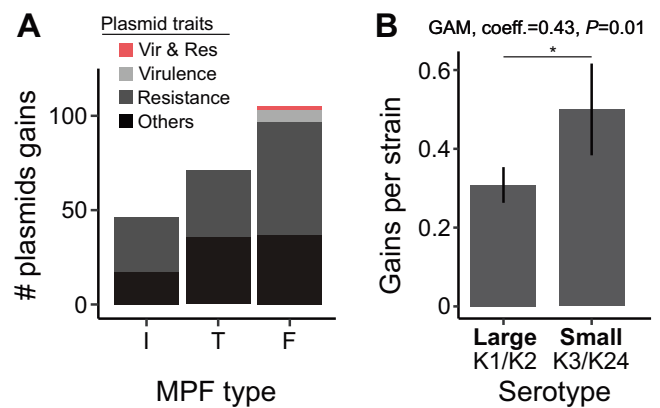 A
Plasmid traits
Vir & Res
Virulence
Resistance
Others
# plasmids gains
100
50
0
I T F
MPF type
B
GAM, coeff.=0.43, P=0.01
*
Gains per strain
0.6
0.4
0.2
0
Large Small
K1/K2 K3/K24
Serotype